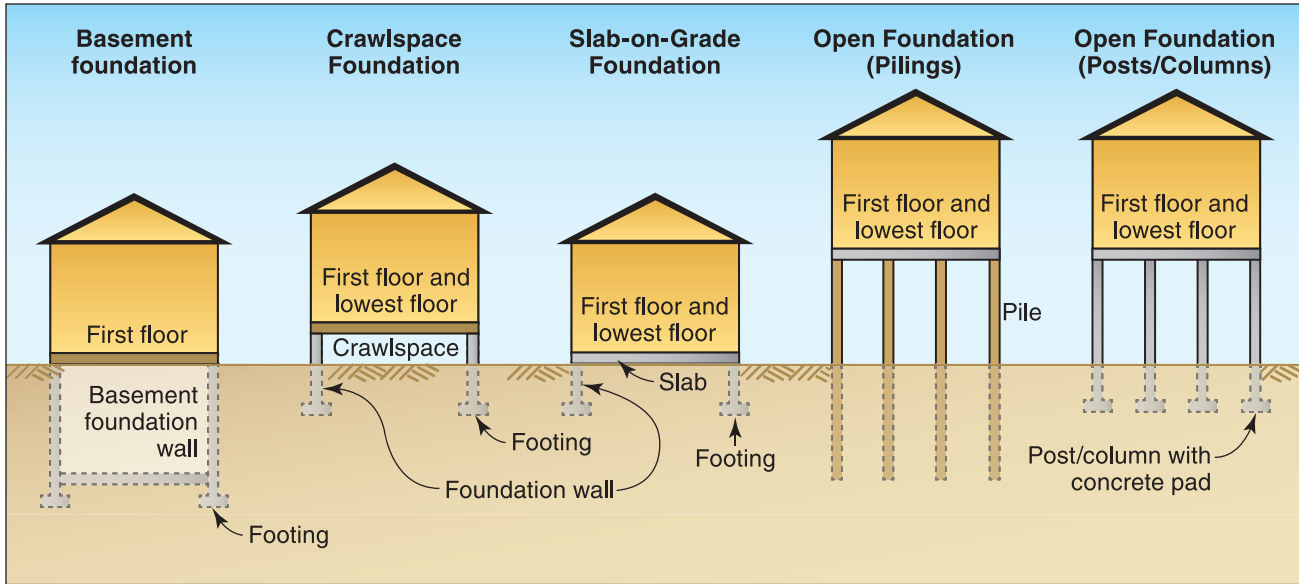 Basement
foundation
Crawlspace
Foundation
Slab-on-Grade
Foundation
Open Foundation
(Pilings)
Open Foundation
(Posts/Columns)
First floor
Basement
foundation
wall
Footing
First floor and
lowest floor
Crawlspace
Footing
Foundation wall
First floor and
lowest floor
Slab
Footing
First floor and
lowest floor
Pile
First floor and
lowest floor
Post/column with
concrete pad